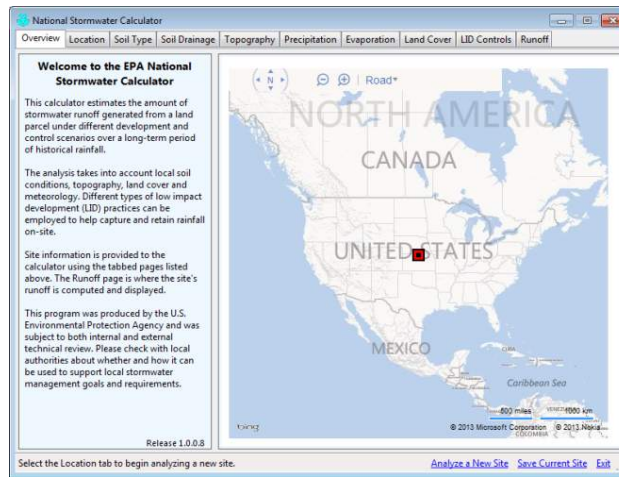 National Stormwater Calculator
Overview Location Soil Type Soil Drainage Topography Precipitation Evaporation Land Cover LID Controls Runoff
Welcome to the EPA National
Stormwater Calculator
This calculator estimates the amount of
stormwater runoff generated from a land
parcel under different development and
control scenarios over a long-term period
of historical rainfall.
The analysis takes into account local soil
conditions, topography, land cover and
meteorology. Different types of low impact
development (LID) practices can be
employed to help capture and retain rainfall
on-site.
Site information is provided to the
calculator using the tabbed pages listed
above. The Runoff page is where the site's
runoff is computed and displayed.
This program was produced by the U.S.
Environmental Protection Agency and was
subject to both internal and external
technical review. Please check with local
authorities about whether and how it can
be used to support local stormwater
management goals and requirements.
Release 1.0.0.8
N Road
NORTH AMERICA
CANADA
UNITED STATES
MEXICO
CUBA
Caribbean Sea
500 miles 1000 km
bing © 2013 Microsoft Corporation © 2013 Nokia
COLOMBIA
Select the Location tab to begin analyzing a new site. Analyze a New Site Save Current Site Exit